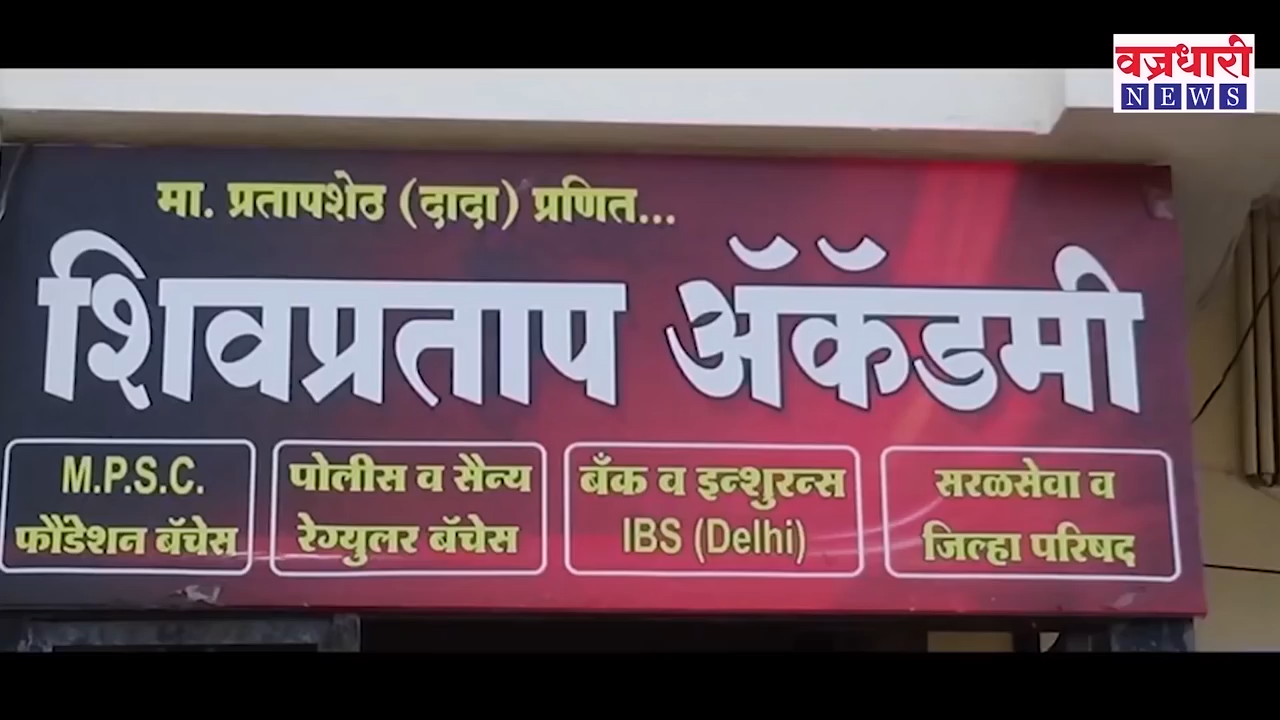 वज्रधारी
NEWS
मा. प्रतापशेठ (दादा) प्रणित...
शिवप्रताप ॲकॅडमी
M.P.S.C.
फौंडेशन बॅचेस
पोलीस व सैन्य
रेग्युलर बॅचेस
बँक व इन्शुरन्स
IBS (Delhi)
सरळसेवा व
जिल्हा परिषद